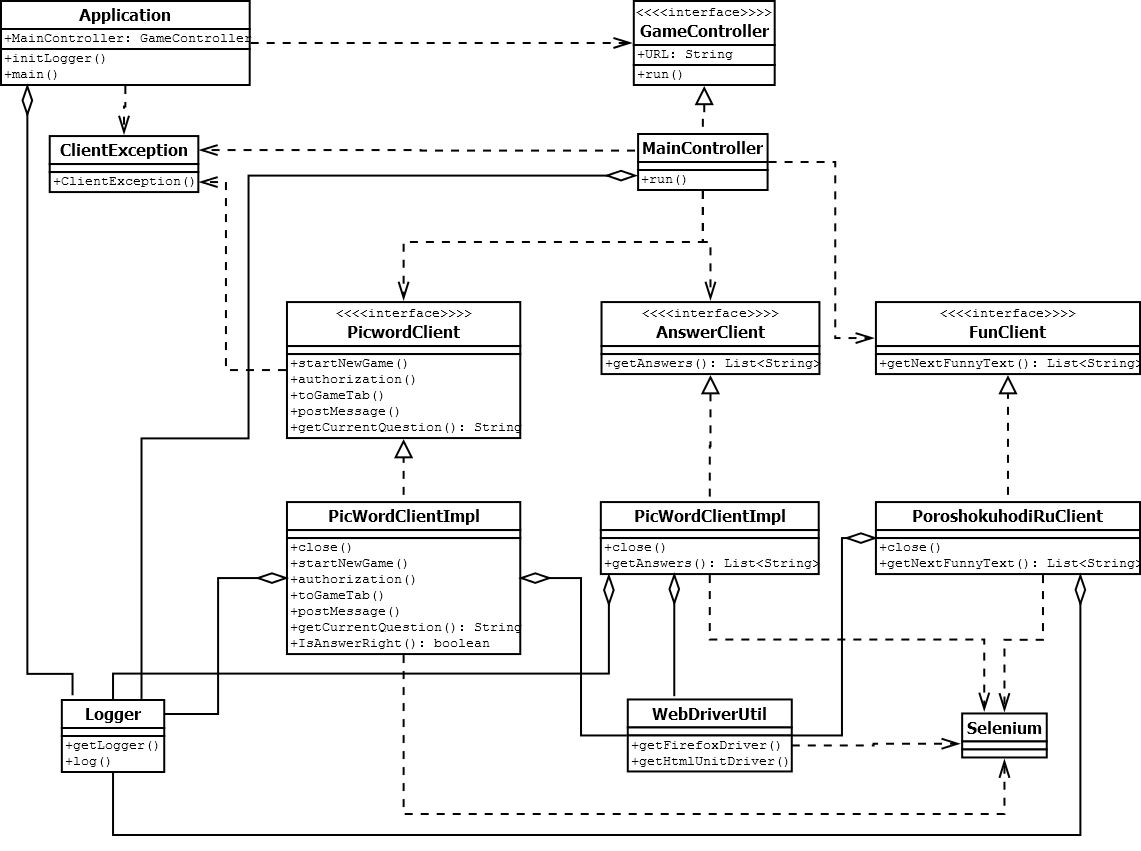 Application
+MainController: GameController
+initLogger()
+main()
<<<<interface>>>>
GameController
+URL: String
+run()
ClientException
+ClientException()
MainController
+run()
<<<<interface>>>>
PicwordClient
+startNewGame()
+authorization()
+toGameTab()
+postMessage()
+getCurrentQuestion(): String
<<<<interface>>>>
AnswerClient
+getAnswers(): List<String>
<<<<interface>>>>
FunClient
+getNextFunnyText(): List<String>
PicWordClientImpl
+close()
+startNewGame()
+authorization()
+toGameTab()
+postMessage()
+getCurrentQuestion(): String
+IsAnswerRight(): boolean
PicWordClientImpl
+close()
+getAnswers(): List<String>
PoroshokuhodiRuClient
+close()
+getNextFunnyText(): List<String>
Logger
+getLogger()
+log()
WebDriverUtil
+getFirefoxDriver()
+getHtmlUnitDriver()
Selenium